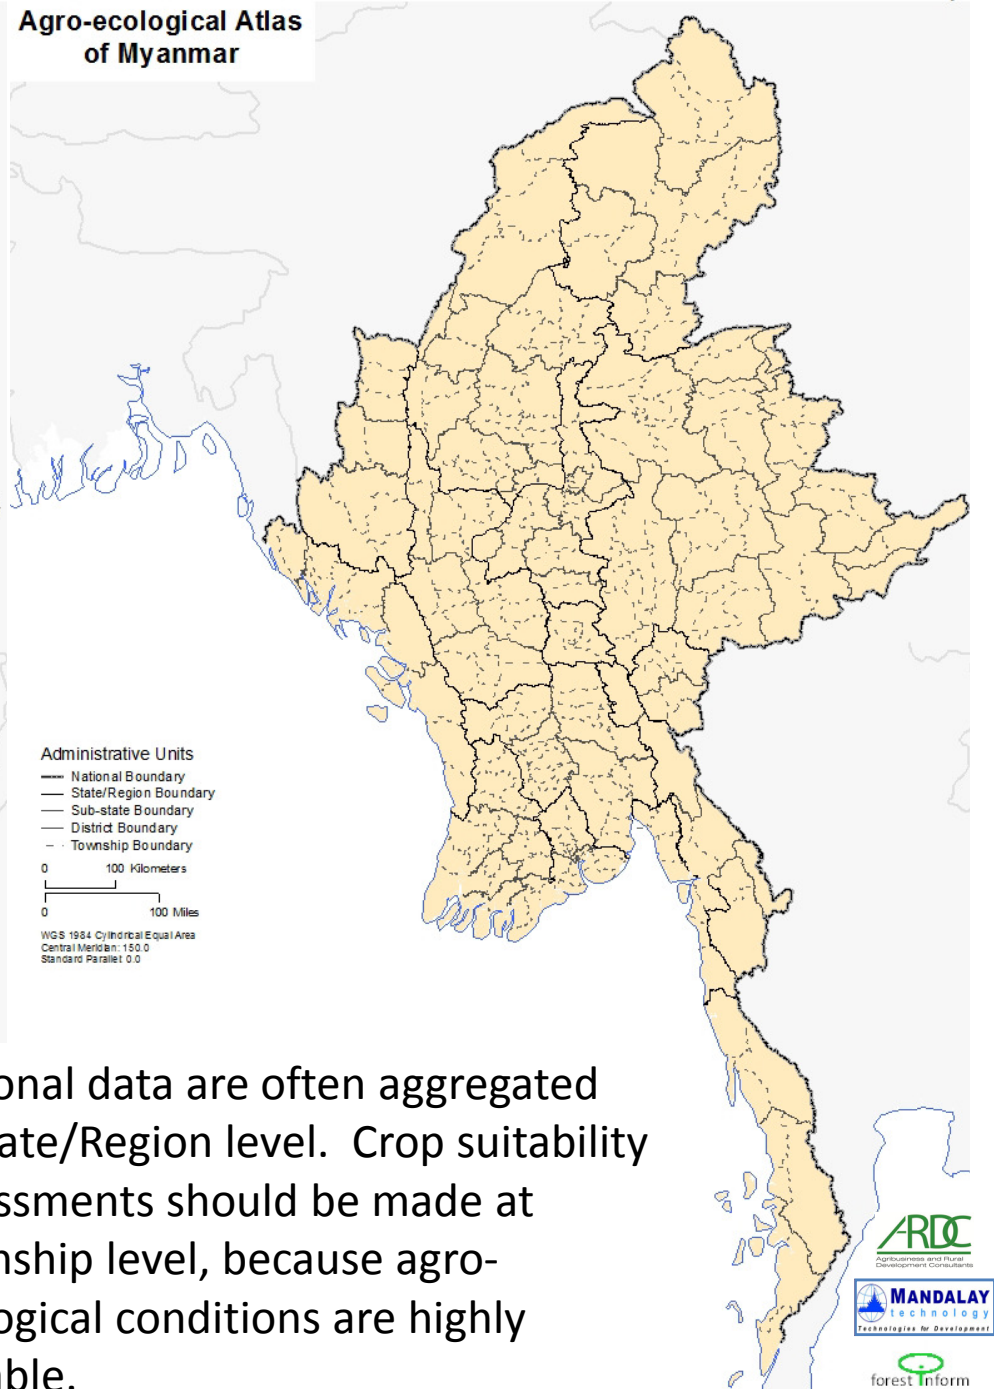 Agro-ecological Atlas
of Myanmar
Administrative Units
National Boundary
State/Region Boundary
Sub-state Boundary
District Boundary
Township Boundary
0 100 Kilometers
0 100 Miles
WGS 1984 Cylindrical Equal Area
Central Meridian: 150.0
Standard Parallel: 0.0
onal data are often aggregated
ate/Region level. Crop suitability
ssments should be made at
nship level, because agro-
ogical conditions are highly
able.
ARDC
Agribusiness and Rural
Development Consultants
MANDALAY
technology
Technologies for Development
forest Inform